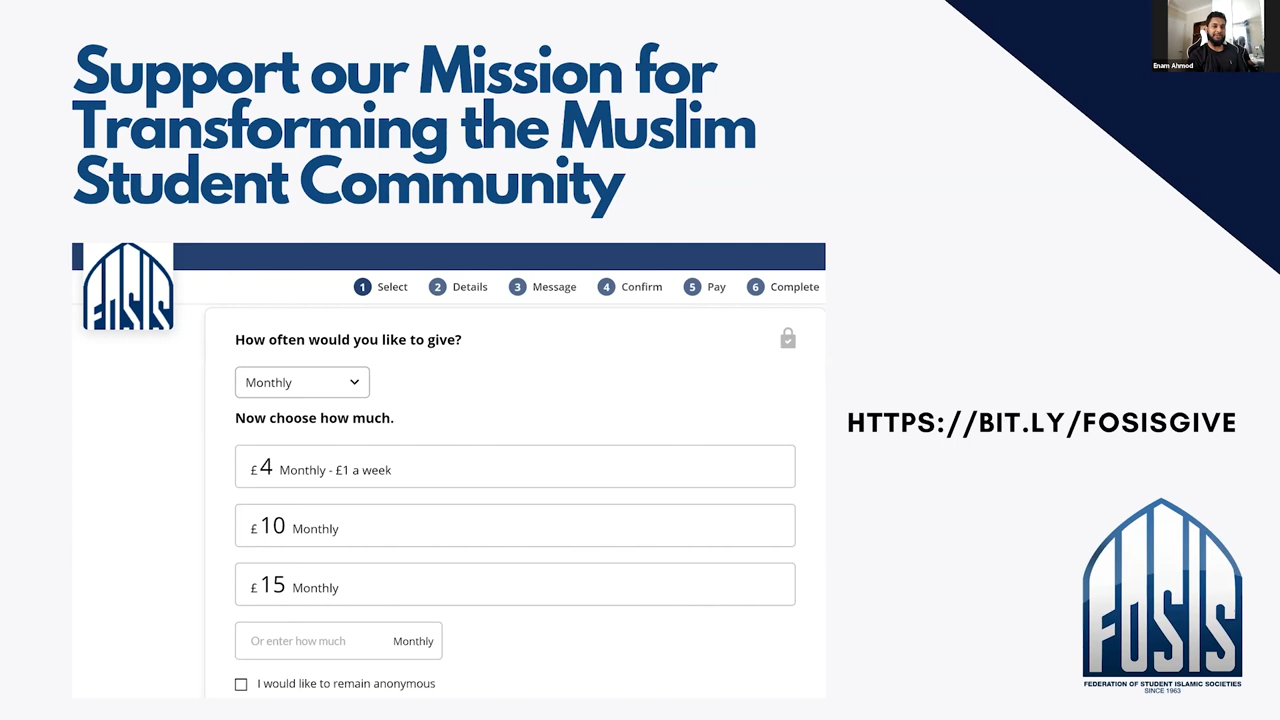 Support our Mission for
Transforming the Muslim
Student Community
Enam Ahmod
FOSIS
1 Select 2 Details 3 Message 4 Confirm 5 Pay 6 Complete
How often would you like to give?
Monthly
Now choose how much.
£4 Monthly - £1 a week
£10 Monthly
£15 Monthly
Or enter how much Monthly
I would like to remain anonymous
HTTPS://BIT.LY/FOSISGIVE
FOSIS
FEDERATION OF STUDENT ISLAMIC SOCIETIES
SINCE 1963